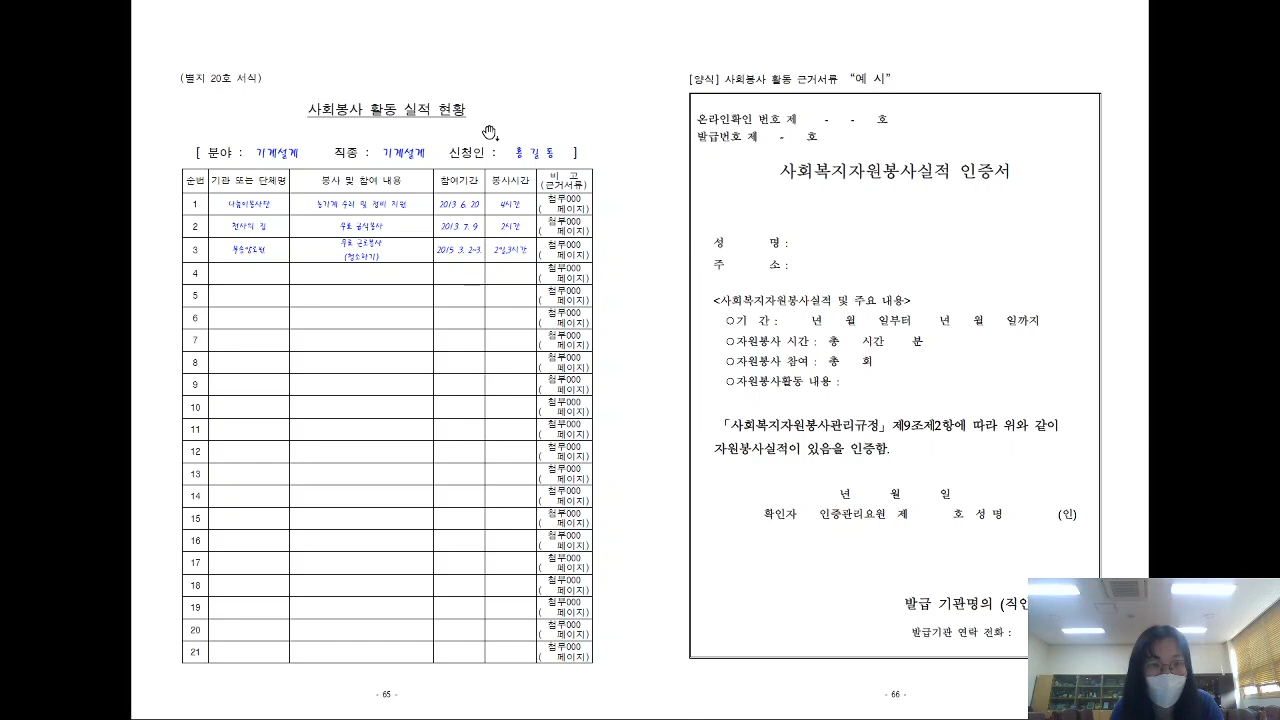 (별지 20호 서식)
사회봉사 활동 실적 현황
[ 분야 : 기계설계 직종 : 기계설계 신청인 : 홍 길 동 ]
순번 기관 또는 단체명 봉사 및 참여 내용 참여기간 봉사시간 비 고 (근거서류)
1 다솜이봉사단 농기계 수리 및 정비 지원 2013. 6. 20 4시간 첨부000 ( 페이지)
2 천사의 집 무료 급식봉사 2013. 7. 9 2시간 첨부000 ( 페이지)
3 무료 근로봉사 (청소하기) 2015. 3. 2~3. 2일,3시간 첨부000 ( 페이지)
4 첨부000 ( 페이지)
5 첨부000 ( 페이지)
6 첨부000 ( 페이지)
7 첨부000 ( 페이지)
8 첨부000 ( 페이지)
9 첨부000 ( 페이지)
10 첨부000 ( 페이지)
11 첨부000 ( 페이지)
12 첨부000 ( 페이지)
13 첨부000 ( 페이지)
14 첨부000 ( 페이지)
15 첨부000 ( 페이지)
16 첨부000 ( 페이지)
17 첨부000 ( 페이지)
18 첨부000 ( 페이지)
19 첨부000 ( 페이지)
20 첨부000 ( 페이지)
21 첨부000 ( 페이지)
- 65 -
[양식] 사회봉사 활동 근거서류 “예 시”
온라인확인 번호 제 - - 호
발급번호 제 - 호
사회복지자원봉사실적 인증서
성 명 :
주 소 :
<사회복지자원봉사실적 및 주요 내용>
○기 간 : 년 월 일부터 년 월 일까지
○자원봉사 시간 : 총 시간 분
○자원봉사 참여 : 총 회
○자원봉사활동 내용 :
「사회복지자원봉사관리규정」제9조제2항에 따라 위와 같이
자원봉사실적이 있음을 인증함.
년 월 일
확인자 인증관리요원 제 호 성 명 (인)
발급 기관명의 (직인
발급기관 연락 전화 :
- 66 -